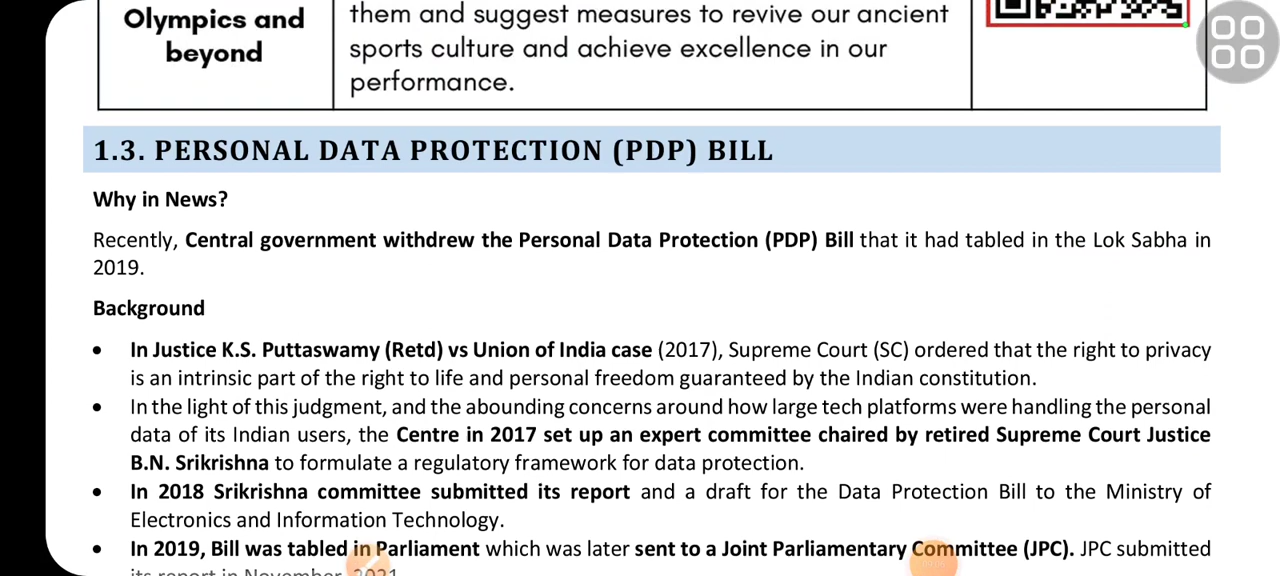 Olympics and
beyond
them and suggest measures to revive our ancient
sports culture and achieve excellence in our
performance.
1.3. PERSONAL DATA PROTECTION (PDP) BILL
Why in News?
Recently, Central government withdrew the Personal Data Protection (PDP) Bill that it had tabled in the Lok Sabha in
2019.
Background
• In Justice K.S. Puttaswamy (Retd) vs Union of India case (2017), Supreme Court (SC) ordered that the right to privacy
is an intrinsic part of the right to life and personal freedom guaranteed by the Indian constitution.
• In the light of this judgment, and the abounding concerns around how large tech platforms were handling the personal
data of its Indian users, the Centre in 2017 set up an expert committee chaired by retired Supreme Court Justice
B.N. Srikrishna to formulate a regulatory framework for data protection.
• In 2018 Srikrishna committee submitted its report and a draft for the Data Protection Bill to the Ministry of
Electronics and Information Technology.
• In 2019, Bill was tabled in Parliament which was later sent to a Joint Parliamentary Committee (JPC). JPC submitted
its report in November, 2021